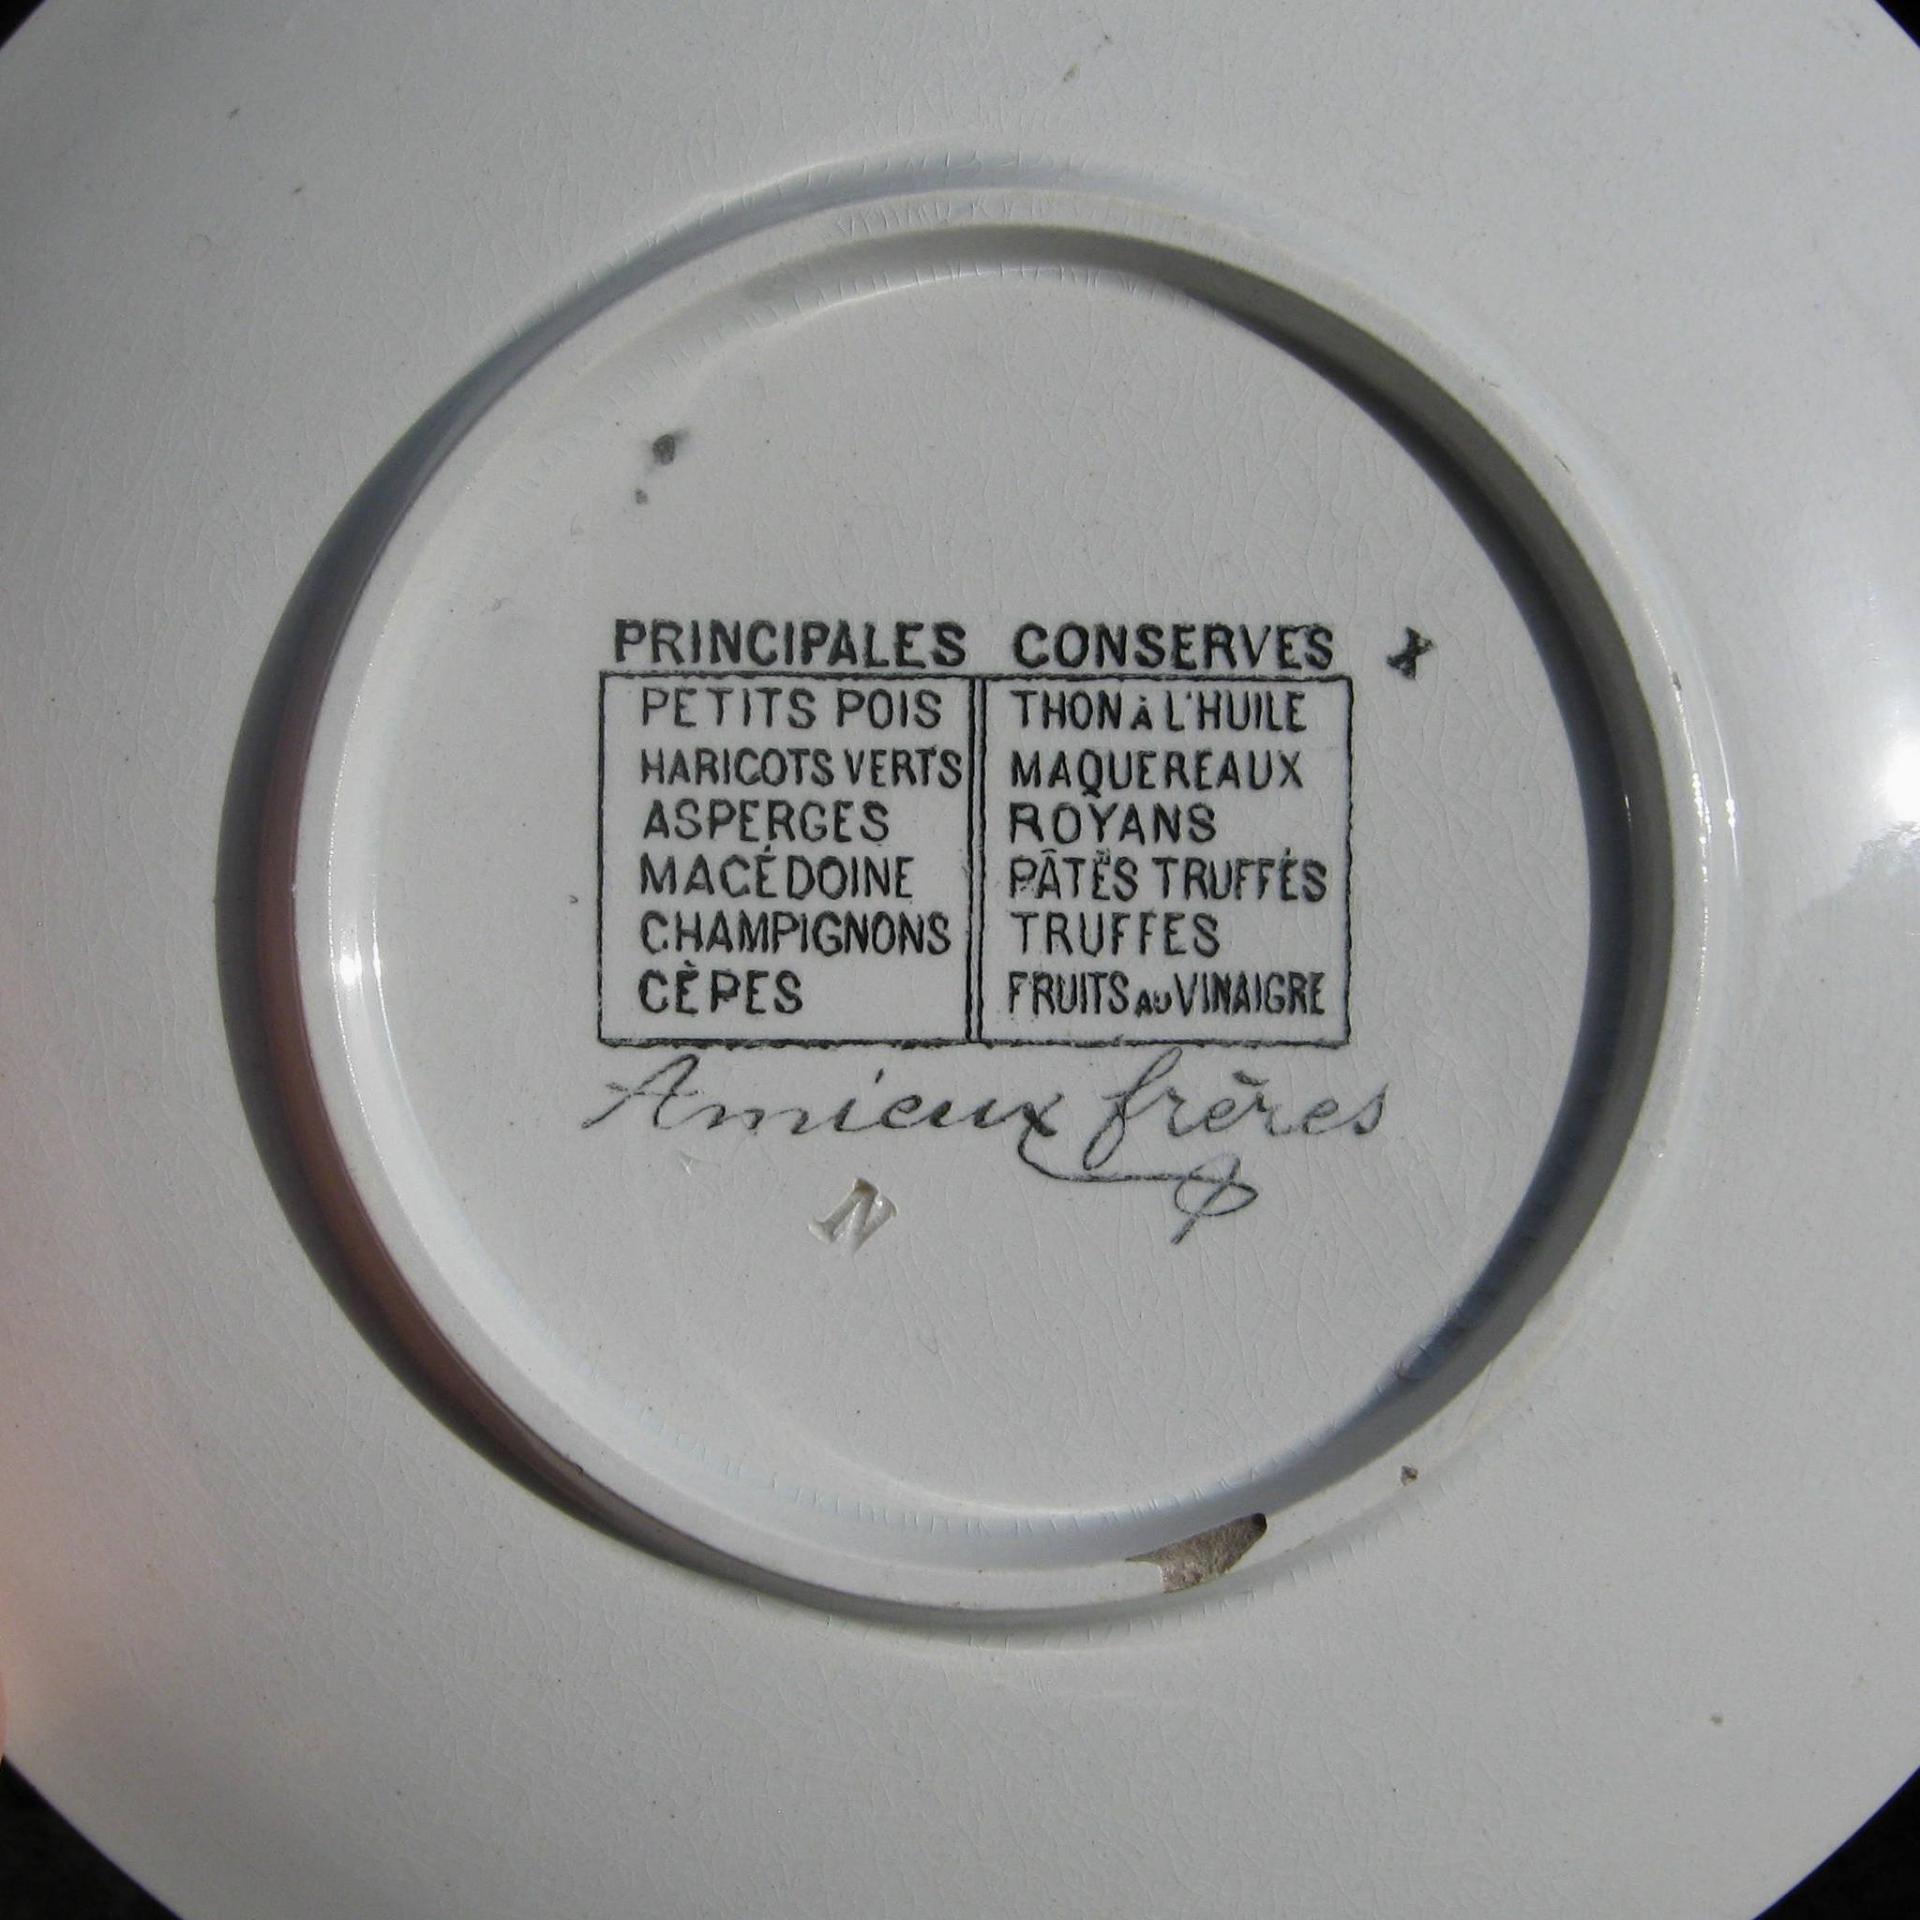 PRINCIPALES CONSERVES X
PETITS POIS
HARICOTS VERTS
ASPERGES
MACÉDOINE
CHAMPIGNONS
CÈPES
THON À L'HUILE
MAQUEREAUX
ROYANS
PÂTÉS TRUFFÉS
TRUFFES
FRUITS AU VINAIGRE
Amieux frères
N